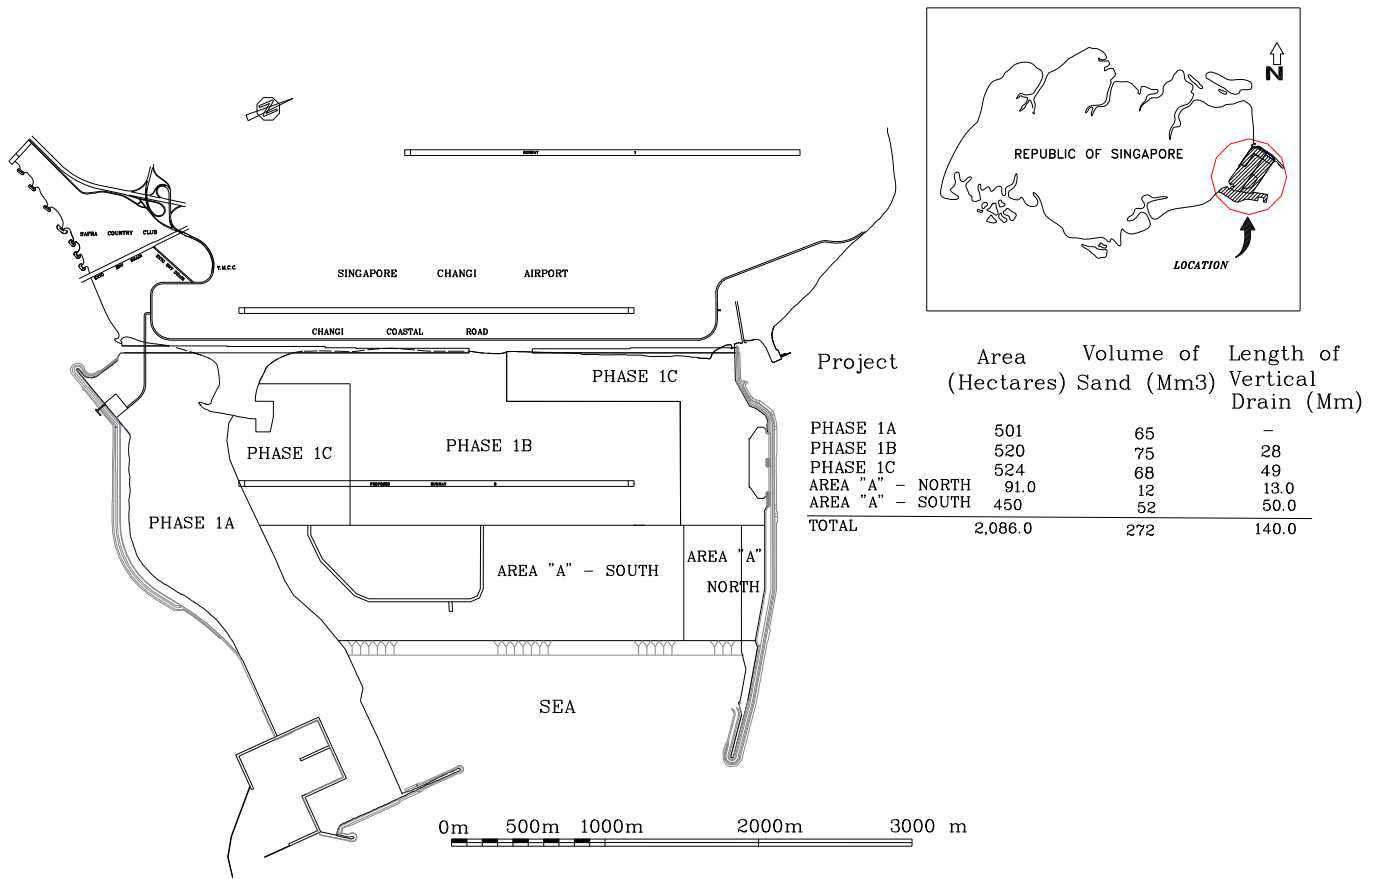 N
REPUBLIC OF SINGAPORE
LOCATION
N
RUNWAY 1
SAFRA COUNTRY CLUB
T.M.C.C.
SINGAPORE CHANGI AIRPORT
CHANGI COASTAL ROAD
PHASE 1C
PHASE 1C
PHASE 1B
PHASE 1A
AREA "A" – SOUTH
AREA "A"
NORTH
SEA
0m 500m 1000m 2000m 3000 m
Project Area (Hectares) Volume of Sand (Mm3) Length of Vertical Drain (Mm)
PHASE 1A 501 65 –
PHASE 1B 520 75 28
PHASE 1C 524 68 49
AREA "A" – NORTH 91.0 12 13.0
AREA "A" – SOUTH 450 52 50.0
TOTAL 2,086.0 272 140.0